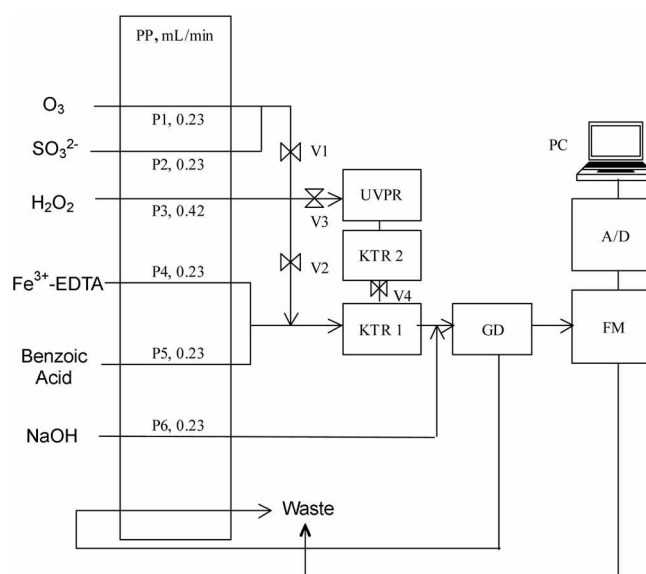 PP, mL/min
O₃
P1, 0.23
V1
SO₃²⁻
P2, 0.23
PC
H₂O₂
P3, 0.42
V3
UVPR
A/D
KTR 2
V2
V4
Fe³⁺-EDTA
P4, 0.23
KTR 1
GD
FM
Benzoic
Acid
P5, 0.23
NaOH
P6, 0.23
Waste